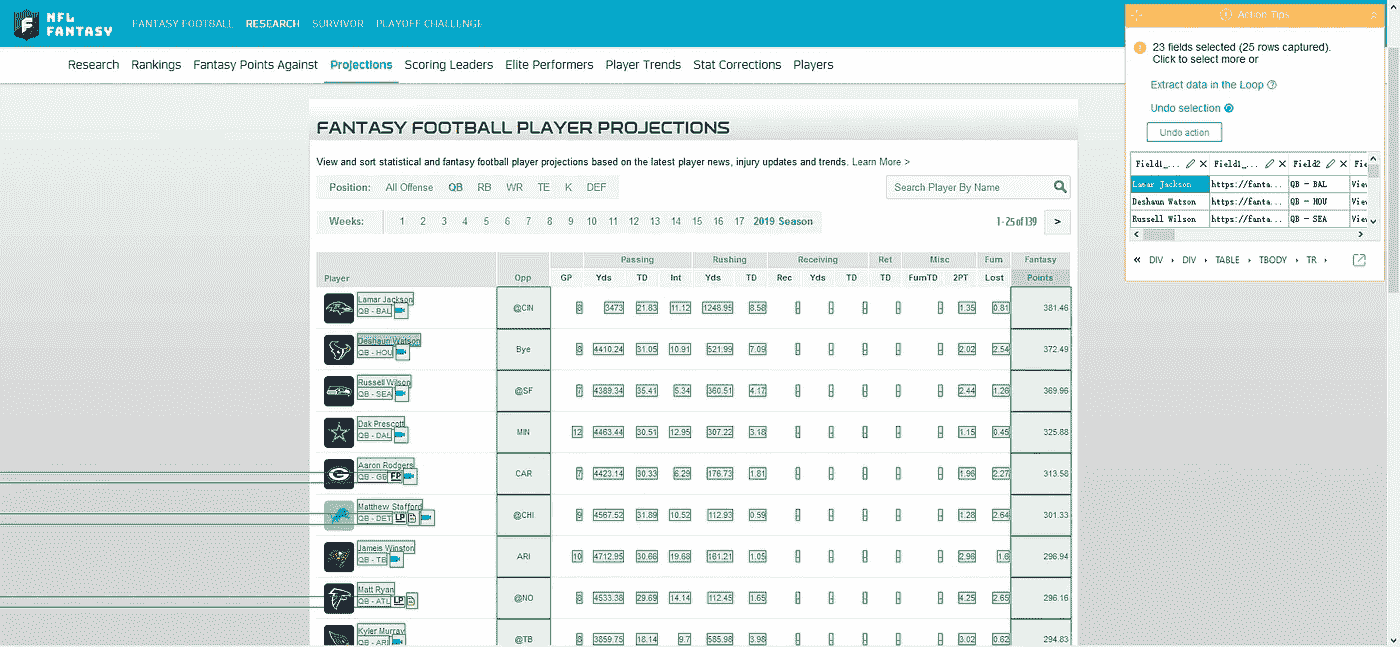 NFL FANTASY
FANTASY FOOTBALL RESEARCH SURVIVOR PLAYOFF CHALLENGE
Research Rankings Fantasy Points Against Projections Scoring Leaders Elite Performers Player Trends Stat Corrections Players
FANTASY FOOTBALL PLAYER PROJECTIONS
View and sort statistical and fantasy football player projections based on the latest player news, injury updates and trends. Learn More >
Position: All Offense QB RB WR TE K DEF Search Player By Name
Weeks: 1 2 3 4 5 6 7 8 9 10 11 12 13 14 15 16 17 2019 Season 1-25 of 139 >
Passing Rushing Receiving Ret Misc Fum Fantasy
Player Opp GP Yds TD Int Yds TD Rec Yds TD TD FumTD 2PT Lost Points
Lamar Jackson
QB - BAL @CIN 8 3473 21.83 11.12 1248.95 8.58 - - - - - 1.35 0.81 381.46
Deshaun Watson
QB - HOU Bye 8 4410.24 31.05 10.91 521.99 7.09 - - - - - 2.02 2.54 372.49
Russell Wilson
QB - SEA @SF 7 4389.34 35.41 5.34 360.51 4.17 - - - - - 2.44 1.26 369.96
Dak Prescott
QB - DAL MIN 12 4463.44 30.51 12.95 307.22 3.18 - - - - - 1.15 0.45 325.88
Aaron Rodgers
QB - GB FP CAR 7 4423.14 30.33 6.29 176.73 1.81 - - - - - 1.96 2.27 313.58
Matthew Stafford
QB - DET LP @CHI 9 4567.52 31.89 10.52 112.93 0.59 - - - - - 1.28 2.64 301.33
Jameis Winston
QB - TB ARI 10 4712.95 30.66 19.68 161.21 1.05 - - - - - 2.96 1.6 296.94
Matt Ryan
QB - ATL LP @NO 8 4533.38 29.69 14.14 112.45 1.65 - - - - - 4.25 2.65 296.16
Kyler Murray
QB - ARI @TB 8 3859.75 18.14 9.7 585.98 3.98 - - - - - 3.02 0.62 294.83
Action Tips
23 fields selected (25 rows captured).
Click to select more or
Extract data in the Loop
Undo selection
Undo action
Field1_... Field1_... Field2 Fie
Lamar Jackson https://fanta... QB - BAL View
Deshaun Watson https://fanta... QB - HOU View
Russell Wilson https://fanta... QB - SEA View
« DIV DIV TABLE TBODY TR